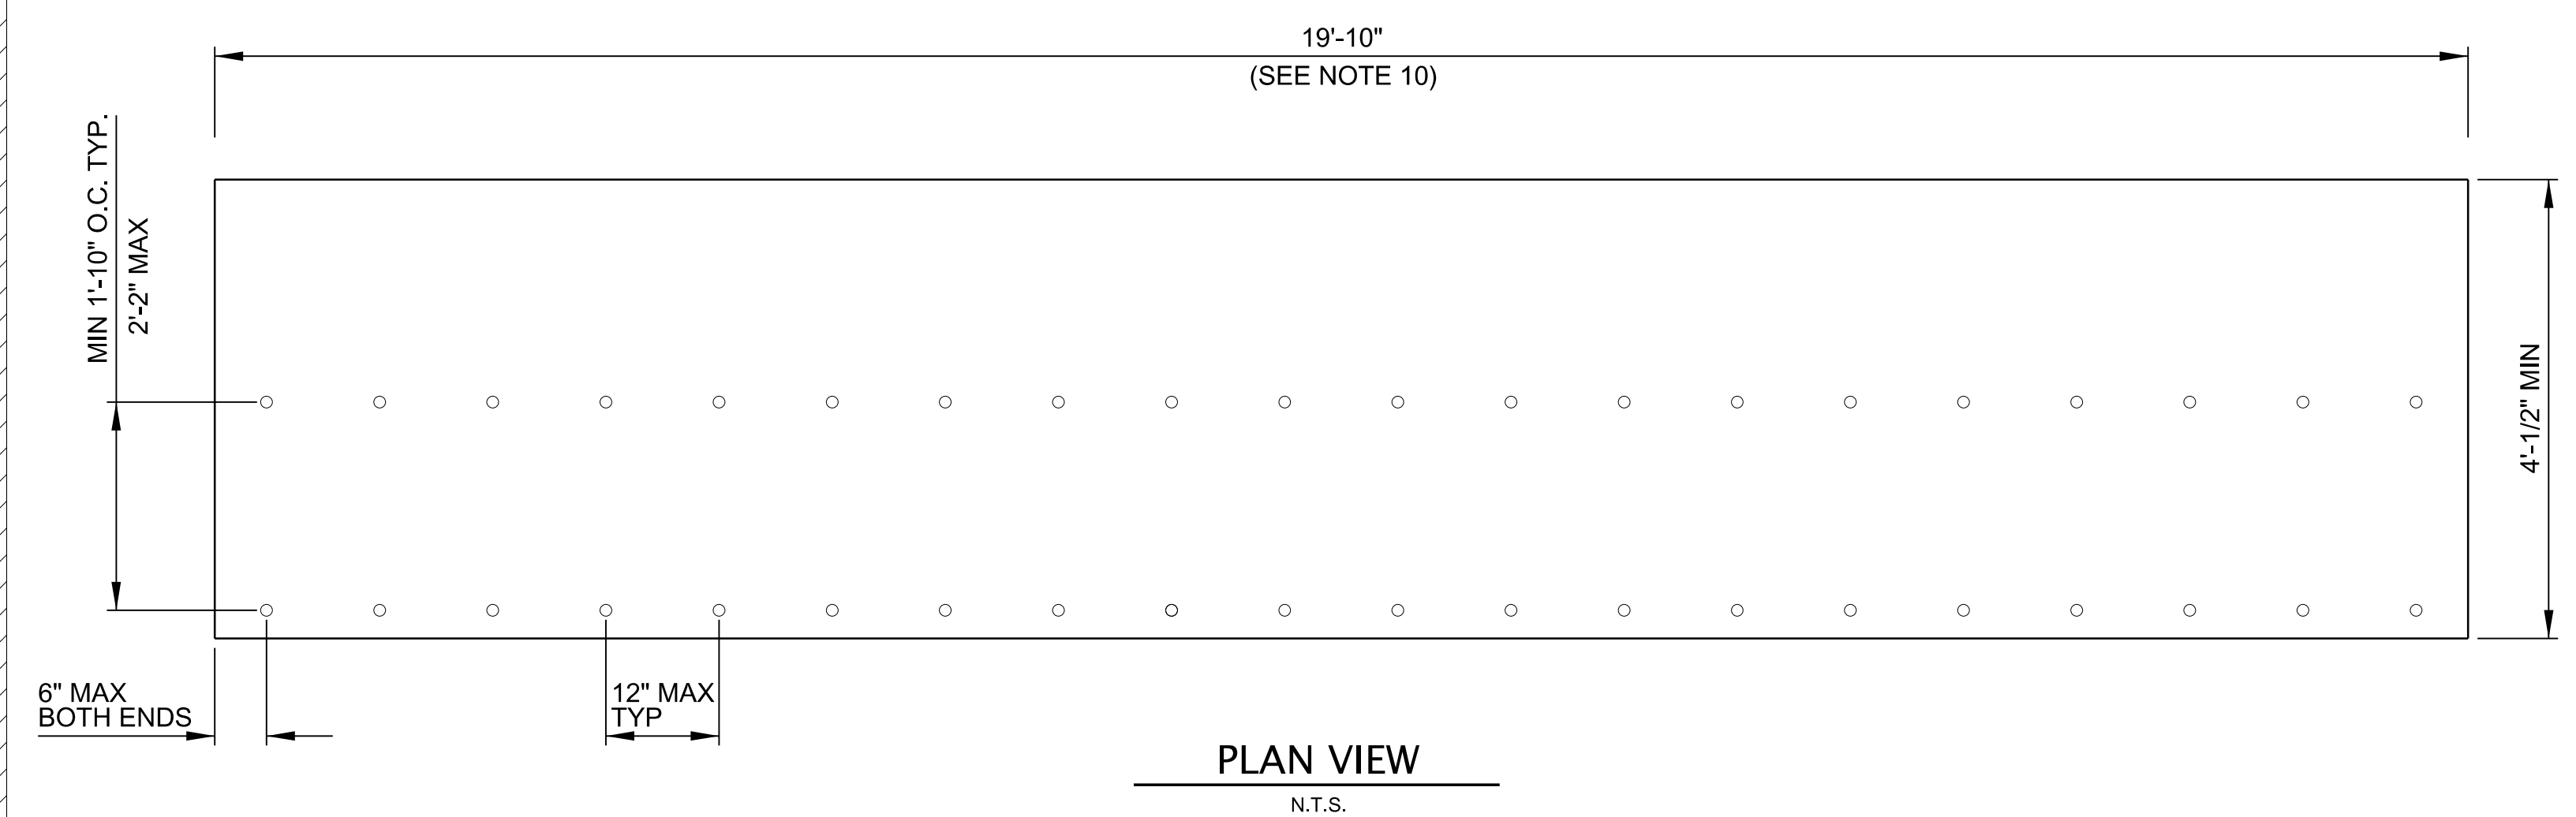 19'-10"
(SEE NOTE 10)
MIN 1'-10" O.C. TYP.
2'-2" MAX
4'-1/2" MIN
6" MAX
BOTH ENDS
12" MAX
TYP
PLAN VIEW
N.T.S.